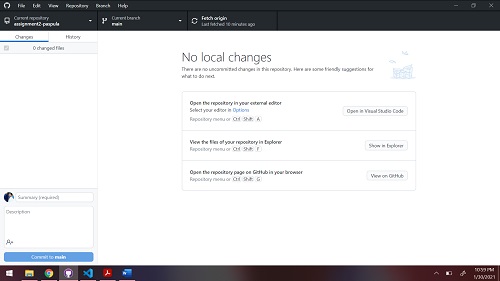 File Edit View Repository Branch Help
Current repository
assignment2-paspula
Current branch
main
Fetch origin
Last fetched 10 minutes ago
Changes History
0 changed files
No local changes
There are no uncommitted changes in this repository. Here are some friendly suggestions for
what to do next.
Open the repository in your external editor
Select your editor in Options
Repository menu or Ctrl Shift A
Open in Visual Studio Code
View the files of your repository in Explorer
Repository menu or Ctrl Shift F
Show in Explorer
Open the repository page on GitHub in your browser
Repository menu or Ctrl Shift G
View on GitHub
Summary (required)
Description
Commit to main
10:59 PM
1/30/2021